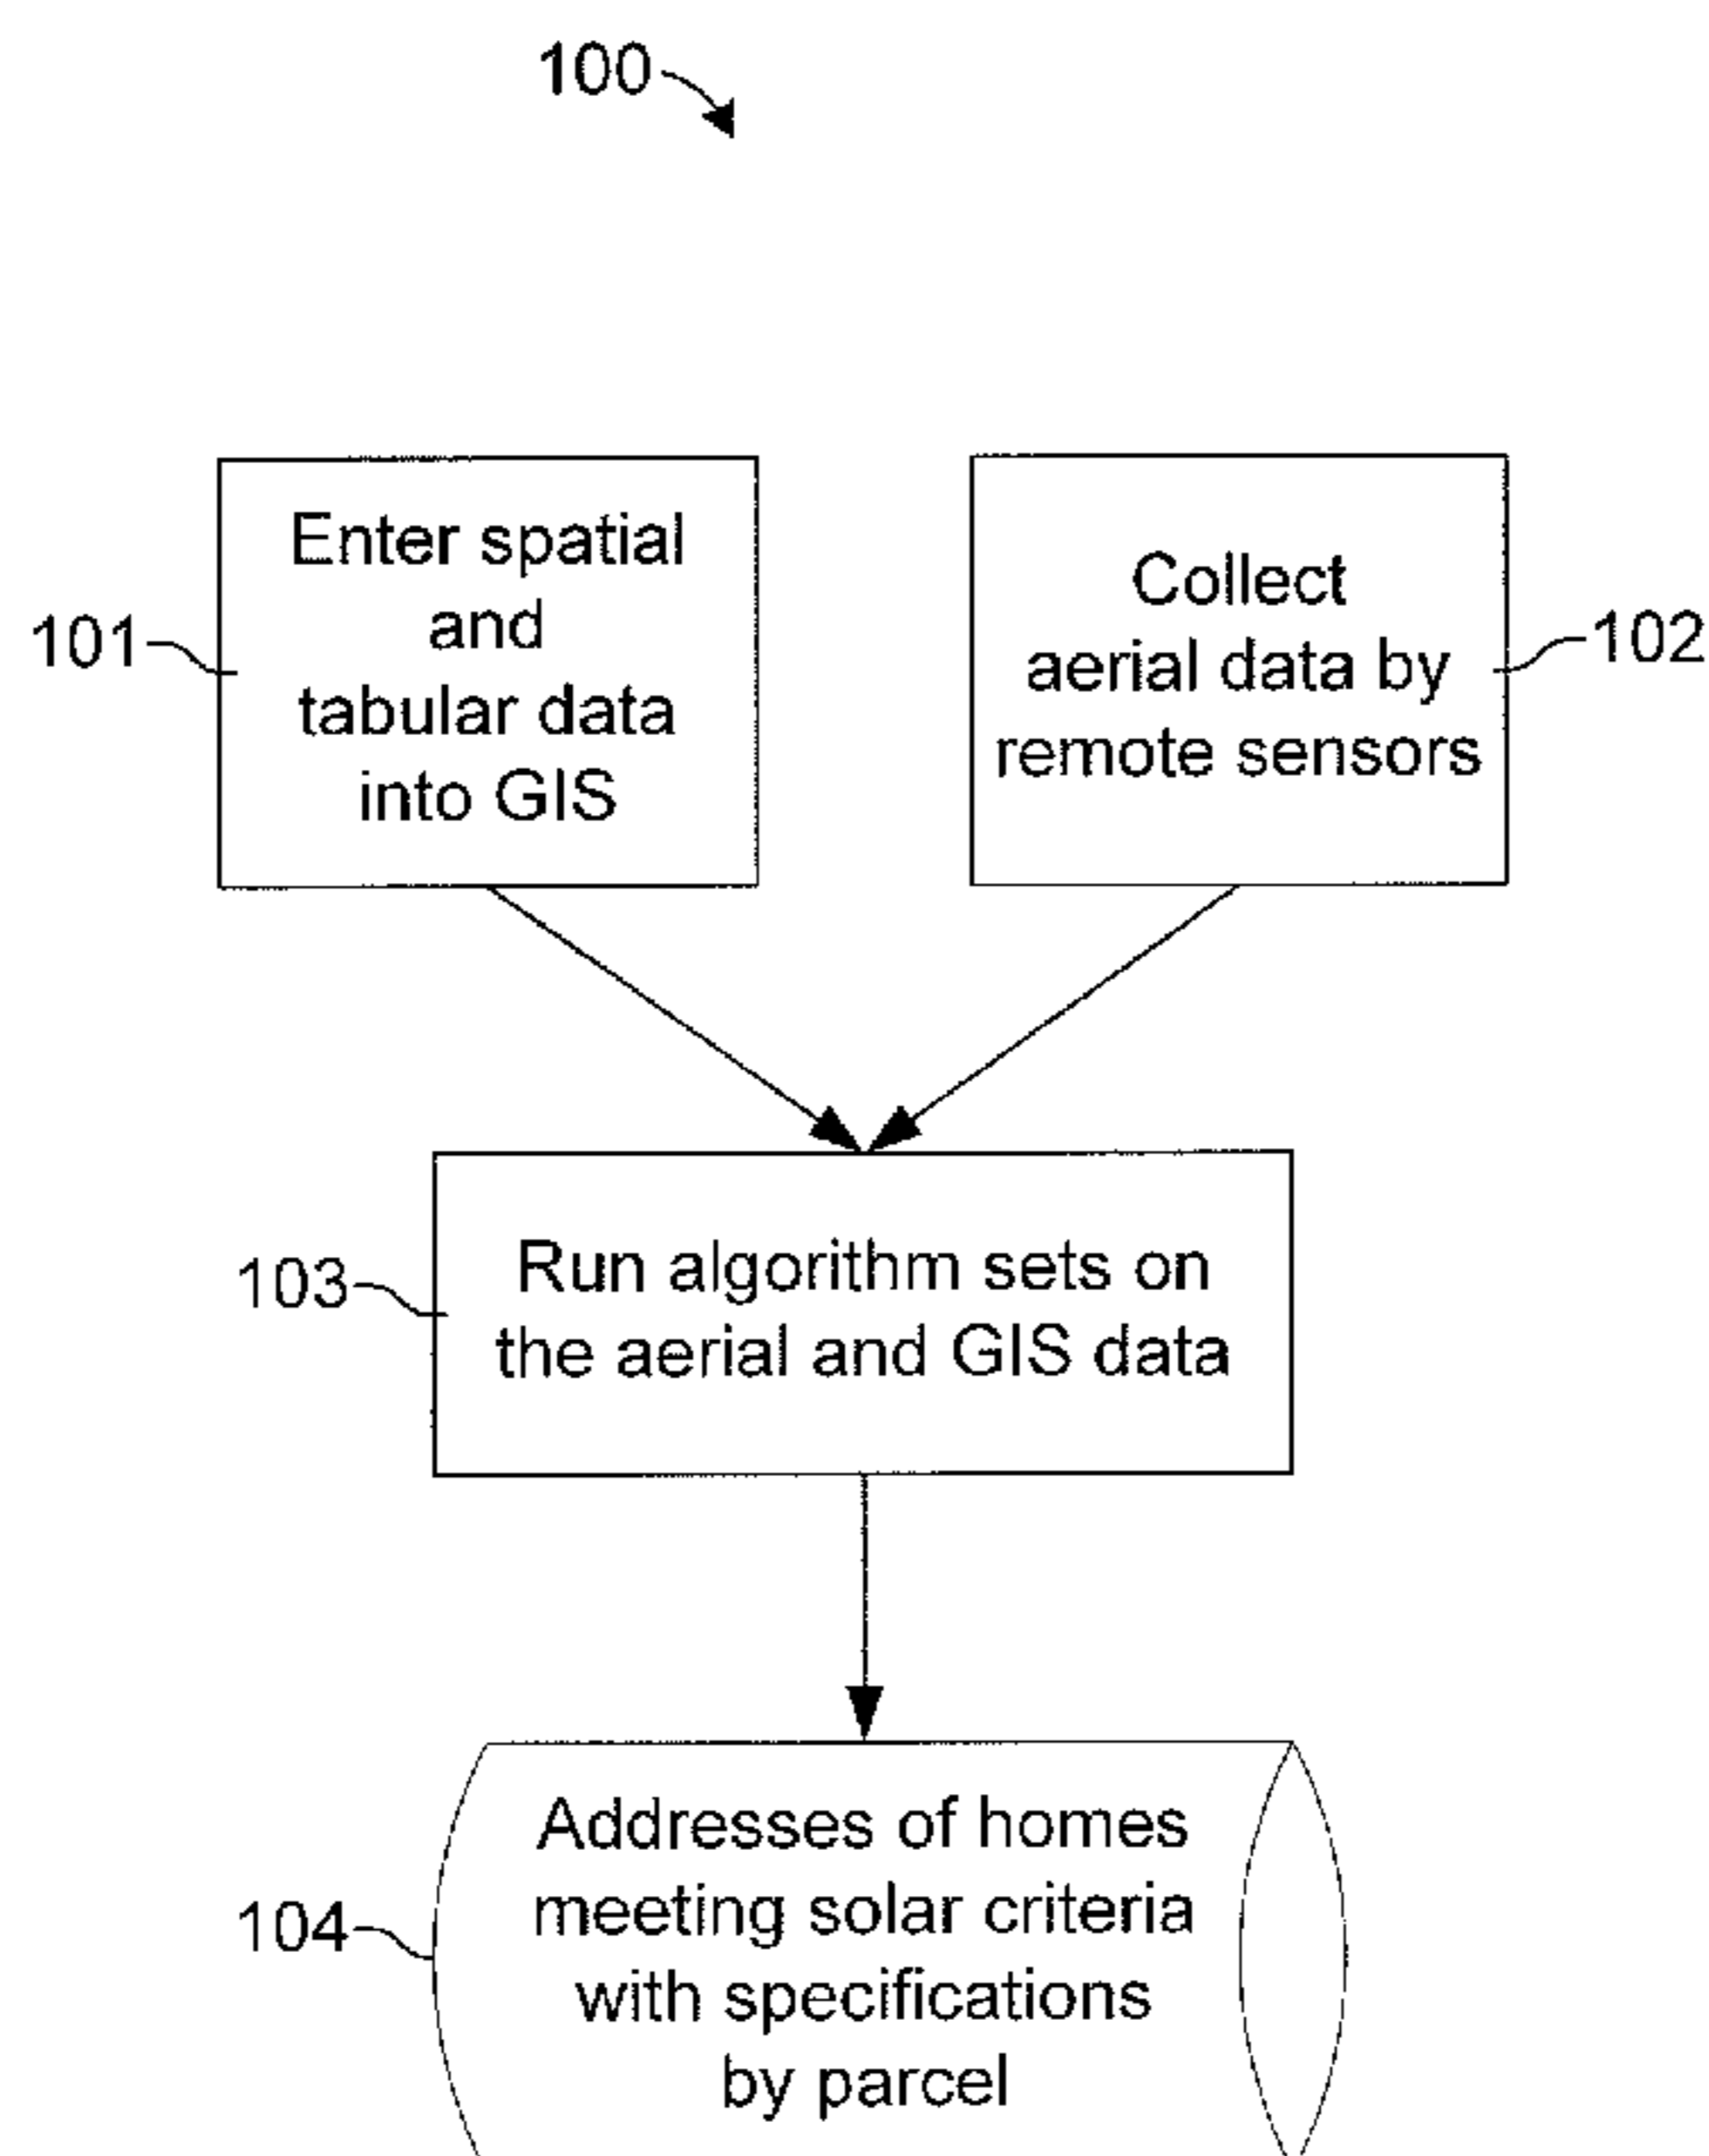 100
Enter spatial
and
tabular data
into GIS
101
Collect
aerial data by
remote sensors
102
Run algorithm sets on
the aerial and GIS data
103
Addresses of homes
meeting solar criteria
with specifications
by parcel
104